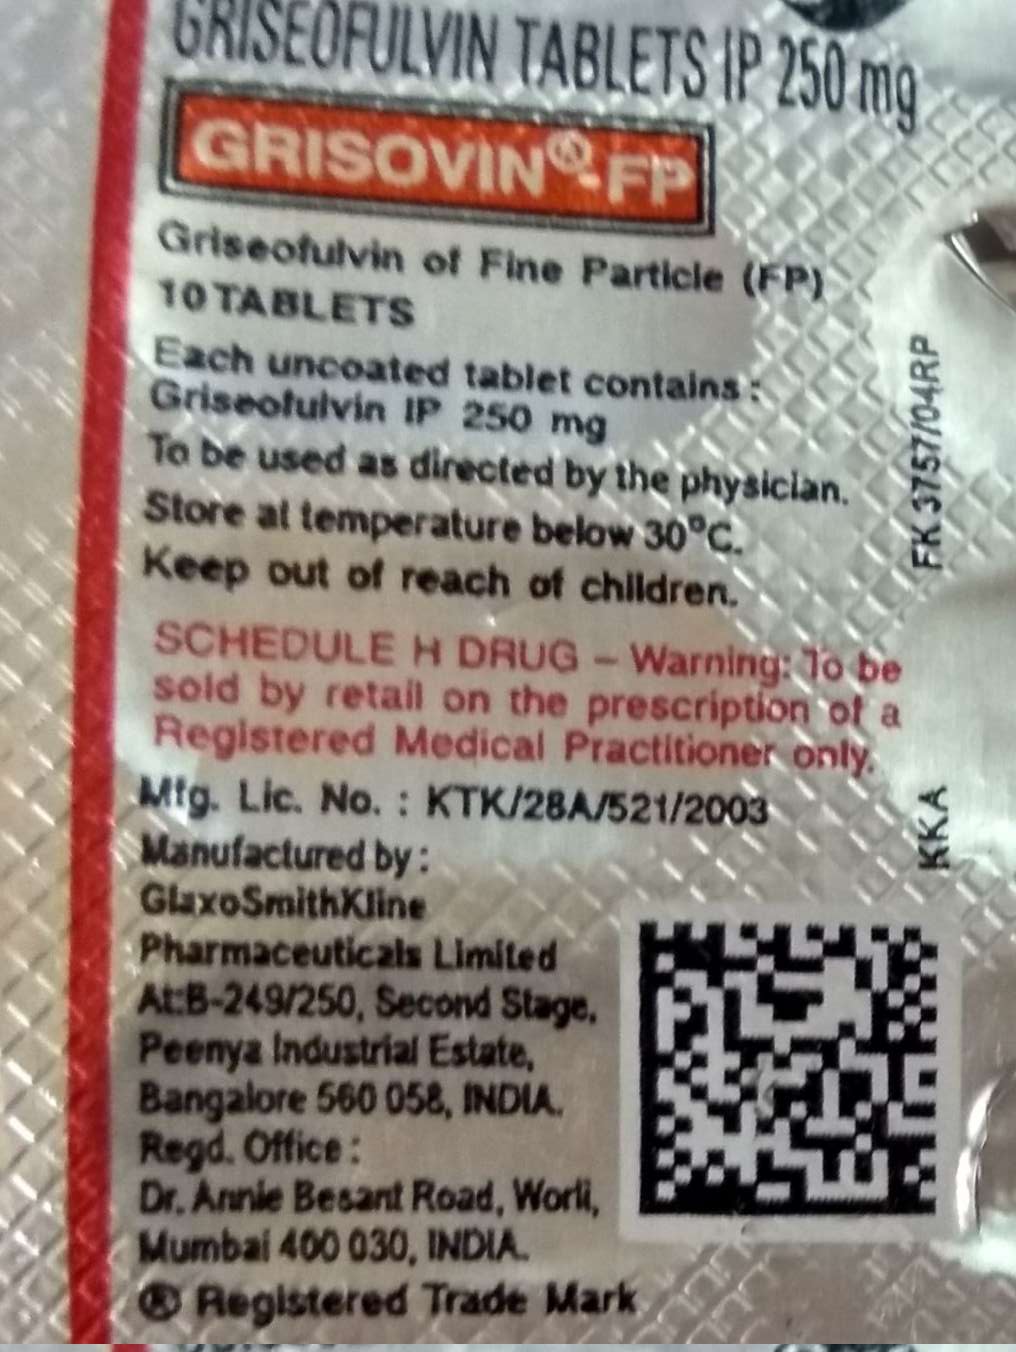 GRISEOFULVIN TABLETS IP 250 mg
GRISOVIN®-FP
Griseofulvin of Fine Particle (FP)
10 TABLETS
Each uncoated tablet contains :
Griseofulvin IP 250 mg
To be used as directed by the physician.
Store at temperature below 30°C.
Keep out of reach of children.
SCHEDULE H DRUG – Warning: To be
sold by retail on the prescription of a
Registered Medical Practitioner only.
Mfg. Lic. No. : KTK/28A/521/2003
Manufactured by :
GlaxoSmithKline
Pharmaceuticals Limited
At:B-249/250, Second Stage,
Peenya Industrial Estate,
Bangalore 560 058, INDIA.
Regd. Office :
Dr. Annie Besant Road, Worli,
Mumbai 400 030, INDIA.
® Registered Trade Mark
FK 3757/04RP
KKA